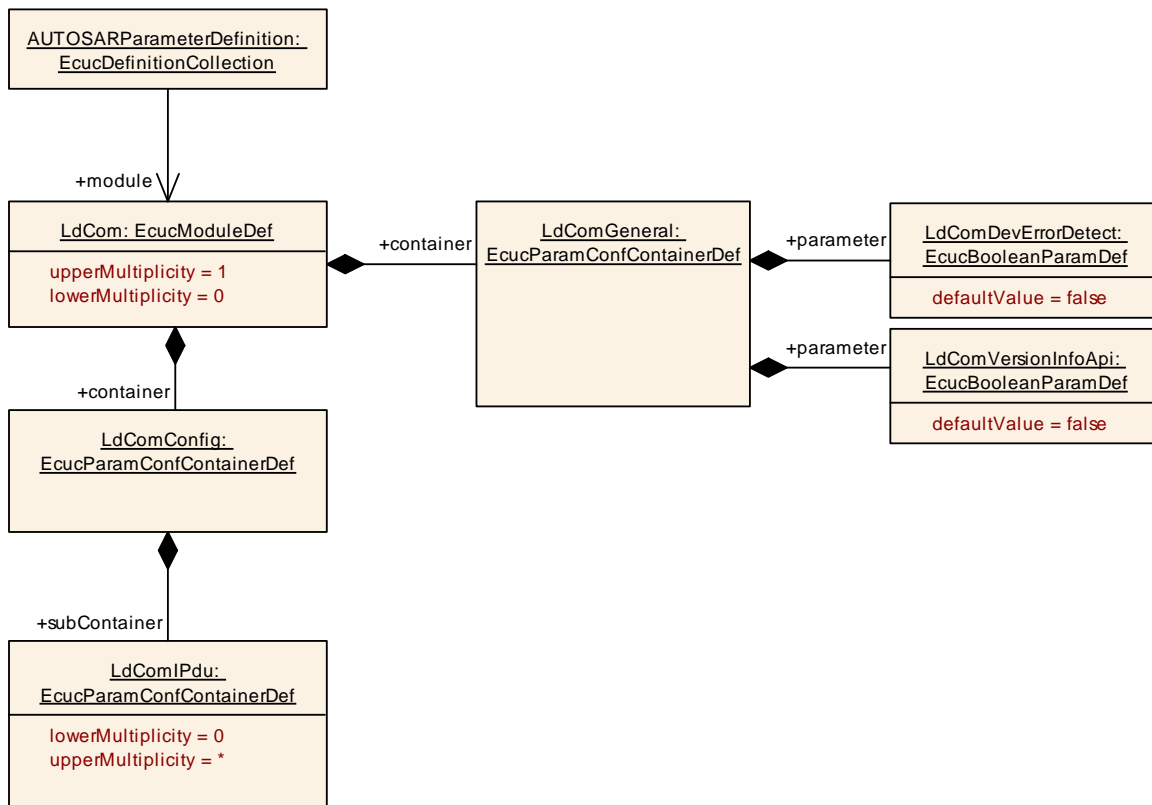 AUTOSARParameterDefinition:
EcucDefinitionCollection
+module
LdCom: EcucModuleDef
upperMultiplicity = 1
lowerMultiplicity = 0
+container
LdComGeneral:
EcucParamConfContainerDef
+parameter
LdComDevErrorDetect:
EcucBooleanParamDef
defaultValue = false
+parameter
LdComVersionInfoApi:
EcucBooleanParamDef
defaultValue = false
+container
LdComConfig:
EcucParamConfContainerDef
+subContainer
LdComIPdu:
EcucParamConfContainerDef
lowerMultiplicity = 0
upperMultiplicity = *